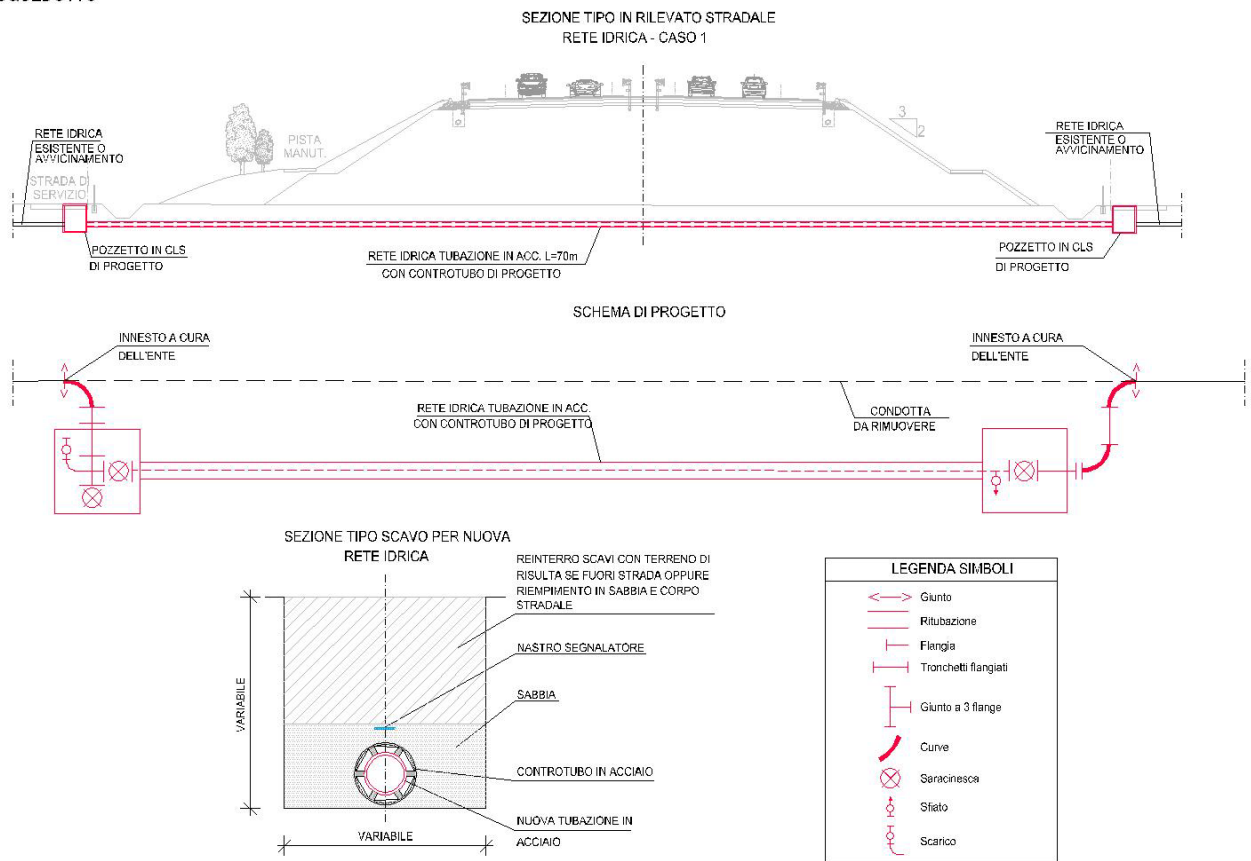 SEZIONE TIPO IN RILEVATO STRADALE
RETE IDRICA - CASO 1
3
2
RETE IDRICA
ESISTENTE O
AVVICINAMENTO
PISTA
MANUT.
STRADA DI
SERVIZIO
RETE IDRICA
ESISTENTE O
AVVICINAMENTO
POZZETTO IN CLS
DI PROGETTO
RETE IDRICA TUBAZIONE IN ACC. L=70m
CON CONTROTUBO DI PROGETTO
POZZETTO IN CLS
DI PROGETTO
SCHEMA DI PROGETTO
INNESTO A CURA
DELL'ENTE
INNESTO A CURA
DELL'ENTE
RETE IDRICA TUBAZIONE IN ACC.
CON CONTROTUBO DI PROGETTO
CONDOTTA
DA RIMUOVERE
SEZIONE TIPO SCAVO PER NUOVA
RETE IDRICA
REINTERRO SCAVI CON TERRENO DI
RISULTA SE FUORI STRADA OPPURE
RIEMPIMENTO IN SABBIA E CORPO
STRADALE
NASTRO SEGNALATORE
SABBIA
CONTROTUBO IN ACCIAIO
NUOVA TUBAZIONE IN
ACCIAIO
VARIABILE
VARIABILE
LEGENDA SIMBOLI
Giunto
Ritubazione
Flangia
Tronchetti flangiati
Giunto a 3 flange
Curve
Saracinesca
Sfiato
Scarico